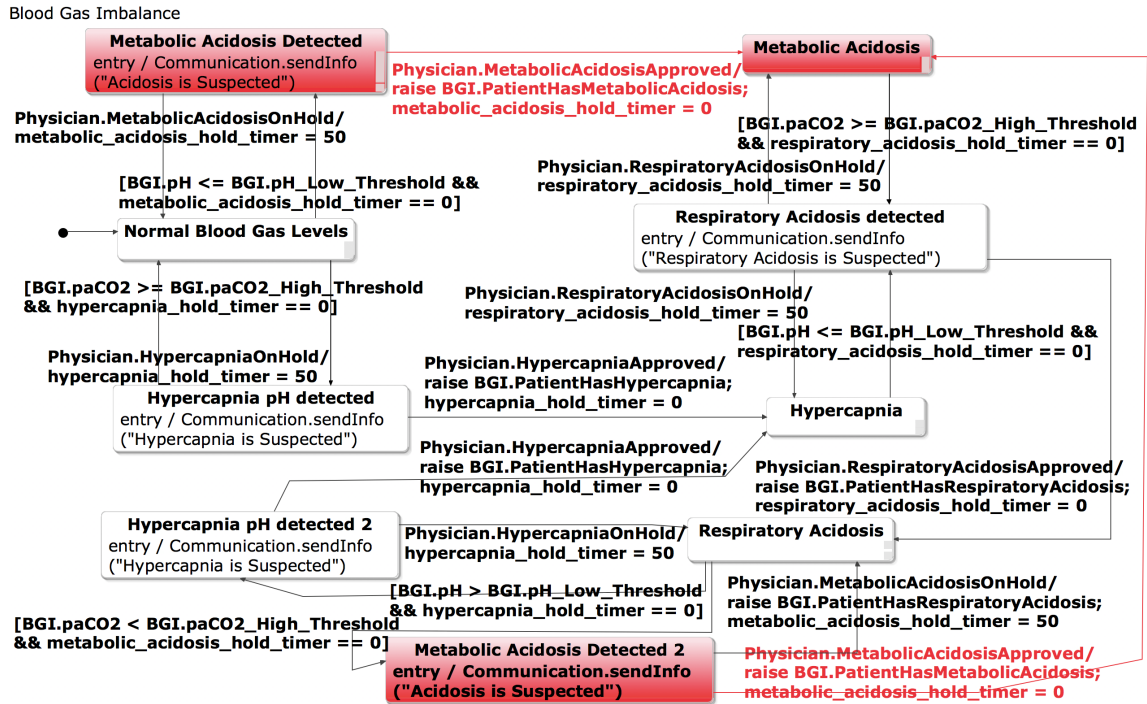 Blood Gas Imbalance
Metabolic Acidosis Detected
entry / Communication.sendInfo
("Acidosis is Suspected")
Metabolic Acidosis
Physician.MetabolicAcidosisApproved/
raise BGI.PatientHasMetabolicAcidosis;
metabolic_acidosis_hold_timer = 0
Physician.MetabolicAcidosisOnHold/
metabolic_acidosis_hold_timer = 50
[BGI.paCO2 >= BGI.paCO2_High_Threshold
&& respiratory_acidosis_hold_timer == 0]
Physician.RespiratoryAcidosisOnHold/
respiratory_acidosis_hold_timer = 50
[BGI.pH <= BGI.pH_Low_Threshold &&
metabolic_acidosis_hold_timer == 0]
Normal Blood Gas Levels
Respiratory Acidosis detected
entry / Communication.sendInfo
("Respiratory Acidosis is Suspected")
[BGI.paCO2 >= BGI.paCO2_High_Threshold
&& hypercapnia_hold_timer == 0]
Physician.RespiratoryAcidosisOnHold/
respiratory_acidosis_hold_timer = 50
[BGI.pH <= BGI.pH_Low_Threshold &&
respiratory_acidosis_hold_timer == 0]
Physician.HypercapniaOnHold/
hypercapnia_hold_timer = 50
Physician.HypercapniaApproved/
raise BGI.PatientHasHypercapnia;
hypercapnia_hold_timer = 0
Hypercapnia pH detected
entry / Communication.sendInfo
("Hypercapnia is Suspected")
Hypercapnia
Physician.HypercapniaApproved/
raise BGI.PatientHasHypercapnia;
hypercapnia_hold_timer = 0
Physician.RespiratoryAcidosisApproved/
raise BGI.PatientHasRespiratoryAcidosis;
respiratory_acidosis_hold_timer = 0
Hypercapnia pH detected 2
entry / Communication.sendInfo
("Hypercapnia is Suspected")
Physician.HypercapniaOnHold/
hypercapnia_hold_timer = 50
Respiratory Acidosis
[BGI.pH > BGI.pH_Low_Threshold
&& hypercapnia_hold_timer == 0]
Physician.MetabolicAcidosisOnHold/
raise BGI.PatientHasRespiratoryAcidosis;
metabolic_acidosis_hold_timer = 50
[BGI.paCO2 < BGI.paCO2_High_Threshold
&& metabolic_acidosis_hold_timer == 0]
Metabolic Acidosis Detected 2
entry / Communication.sendInfo
("Acidosis is Suspected")
Physician.MetabolicAcidosisApproved/
raise BGI.PatientHasMetabolicAcidosis;
metabolic_acidosis_hold_timer = 0